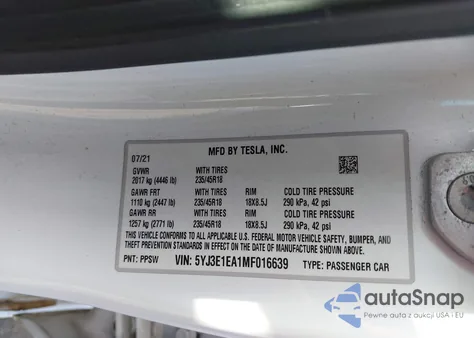 MFD BY TESLA, INC.
07/21
GVWR WITH TIRES
2017 kg (4446 lb) 235/45R18
GAWR FRT WITH TIRES RIM COLD TIRE PRESSURE
1110 kg (2447 lb) 235/45R18 18X8.5J 290 kPa, 42 psi
GAWR RR WITH TIRES RIM COLD TIRE PRESSURE
1257 kg (2771 lb) 235/45R18 18X8.5J 290 kPa, 42 psi
THIS VEHICLE CONFORMS TO ALL APPLICABLE U.S. FEDERAL MOTOR VEHICLE SAFETY, BUMPER, AND
THEFT PREVENTION STANDARDS IN EFFECT ON THE DATE OF MANUFACTURE SHOWN ABOVE.
PNT: PPSW VIN: 5YJ3E1EA1MF016639 TYPE: PASSENGER CAR
autoSnap
Pewne auta z aukcji USA i EU